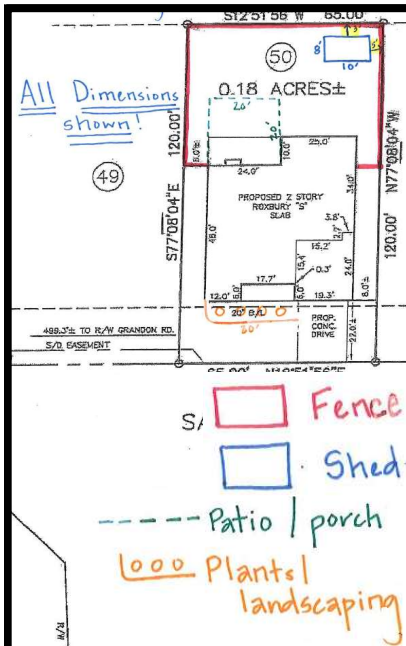 S12°51'56"W 65.00'
All Dimensions
shown!
50
8'
10'
5'
0.18 ACRES±
20'
20'
120.00'
S77°08'04"E
N77°08'04"W
120.00'
49
8.0'±
24.0'
10.0'
25.0'
PROPOSED 2 STORY
ROXBURY "S"
SLAB
34.0'
48.0'
3.8'
2.7'
15.2'
15.4'
24.0'
0.3'
17.7'
12.0'
6.0'
6.0'
19.3'
8.0'±
20' B/L
30'
PROP.
CONC.
DRIVE
22.0'±
499.3'± TO R/W GRANDON RD.
S/D EASEMENT
Fence
Shed
Patio / porch
Plants/
landscaping
R/W